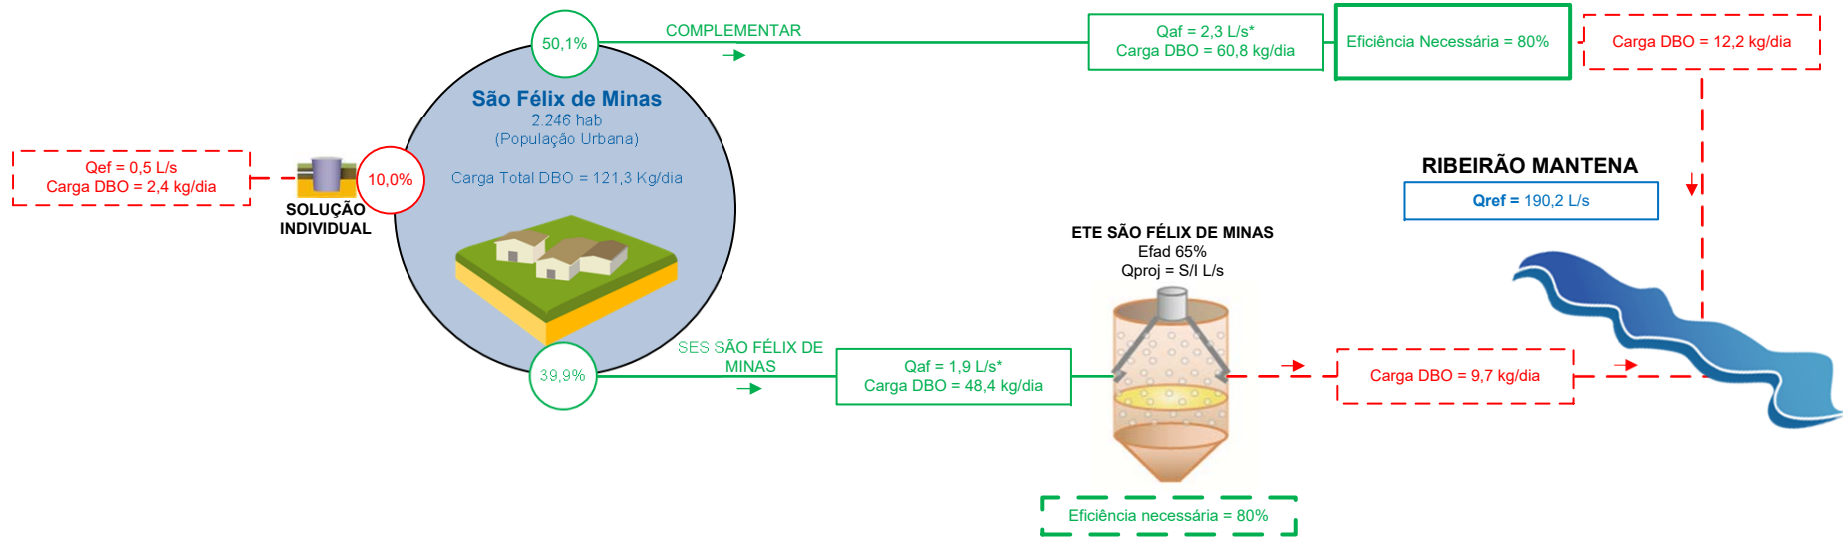 50,1%
COMPLEMENTAR
Qaf = 2,3 L/s*
Carga DBO = 60,8 kg/dia
Eficiência Necessária = 80%
Carga DBO = 12,2 kg/dia
São Félix de Minas
2.246 hab
(População Urbana)
Carga Total DBO = 121,3 Kg/dia
Qef = 0,5 L/s
Carga DBO = 2,4 kg/dia
10,0%
SOLUÇÃO
INDIVIDUAL
RIBEIRÃO MANTENA
Qref = 190,2 L/s
ETE SÃO FÉLIX DE MINAS
Efad 65%
Qproj = S/I L/s
39,9%
SES SÃO FÉLIX DE
MINAS
Qaf = 1,9 L/s*
Carga DBO = 48,4 kg/dia
Carga DBO = 9,7 kg/dia
Eficiência necessária = 80%